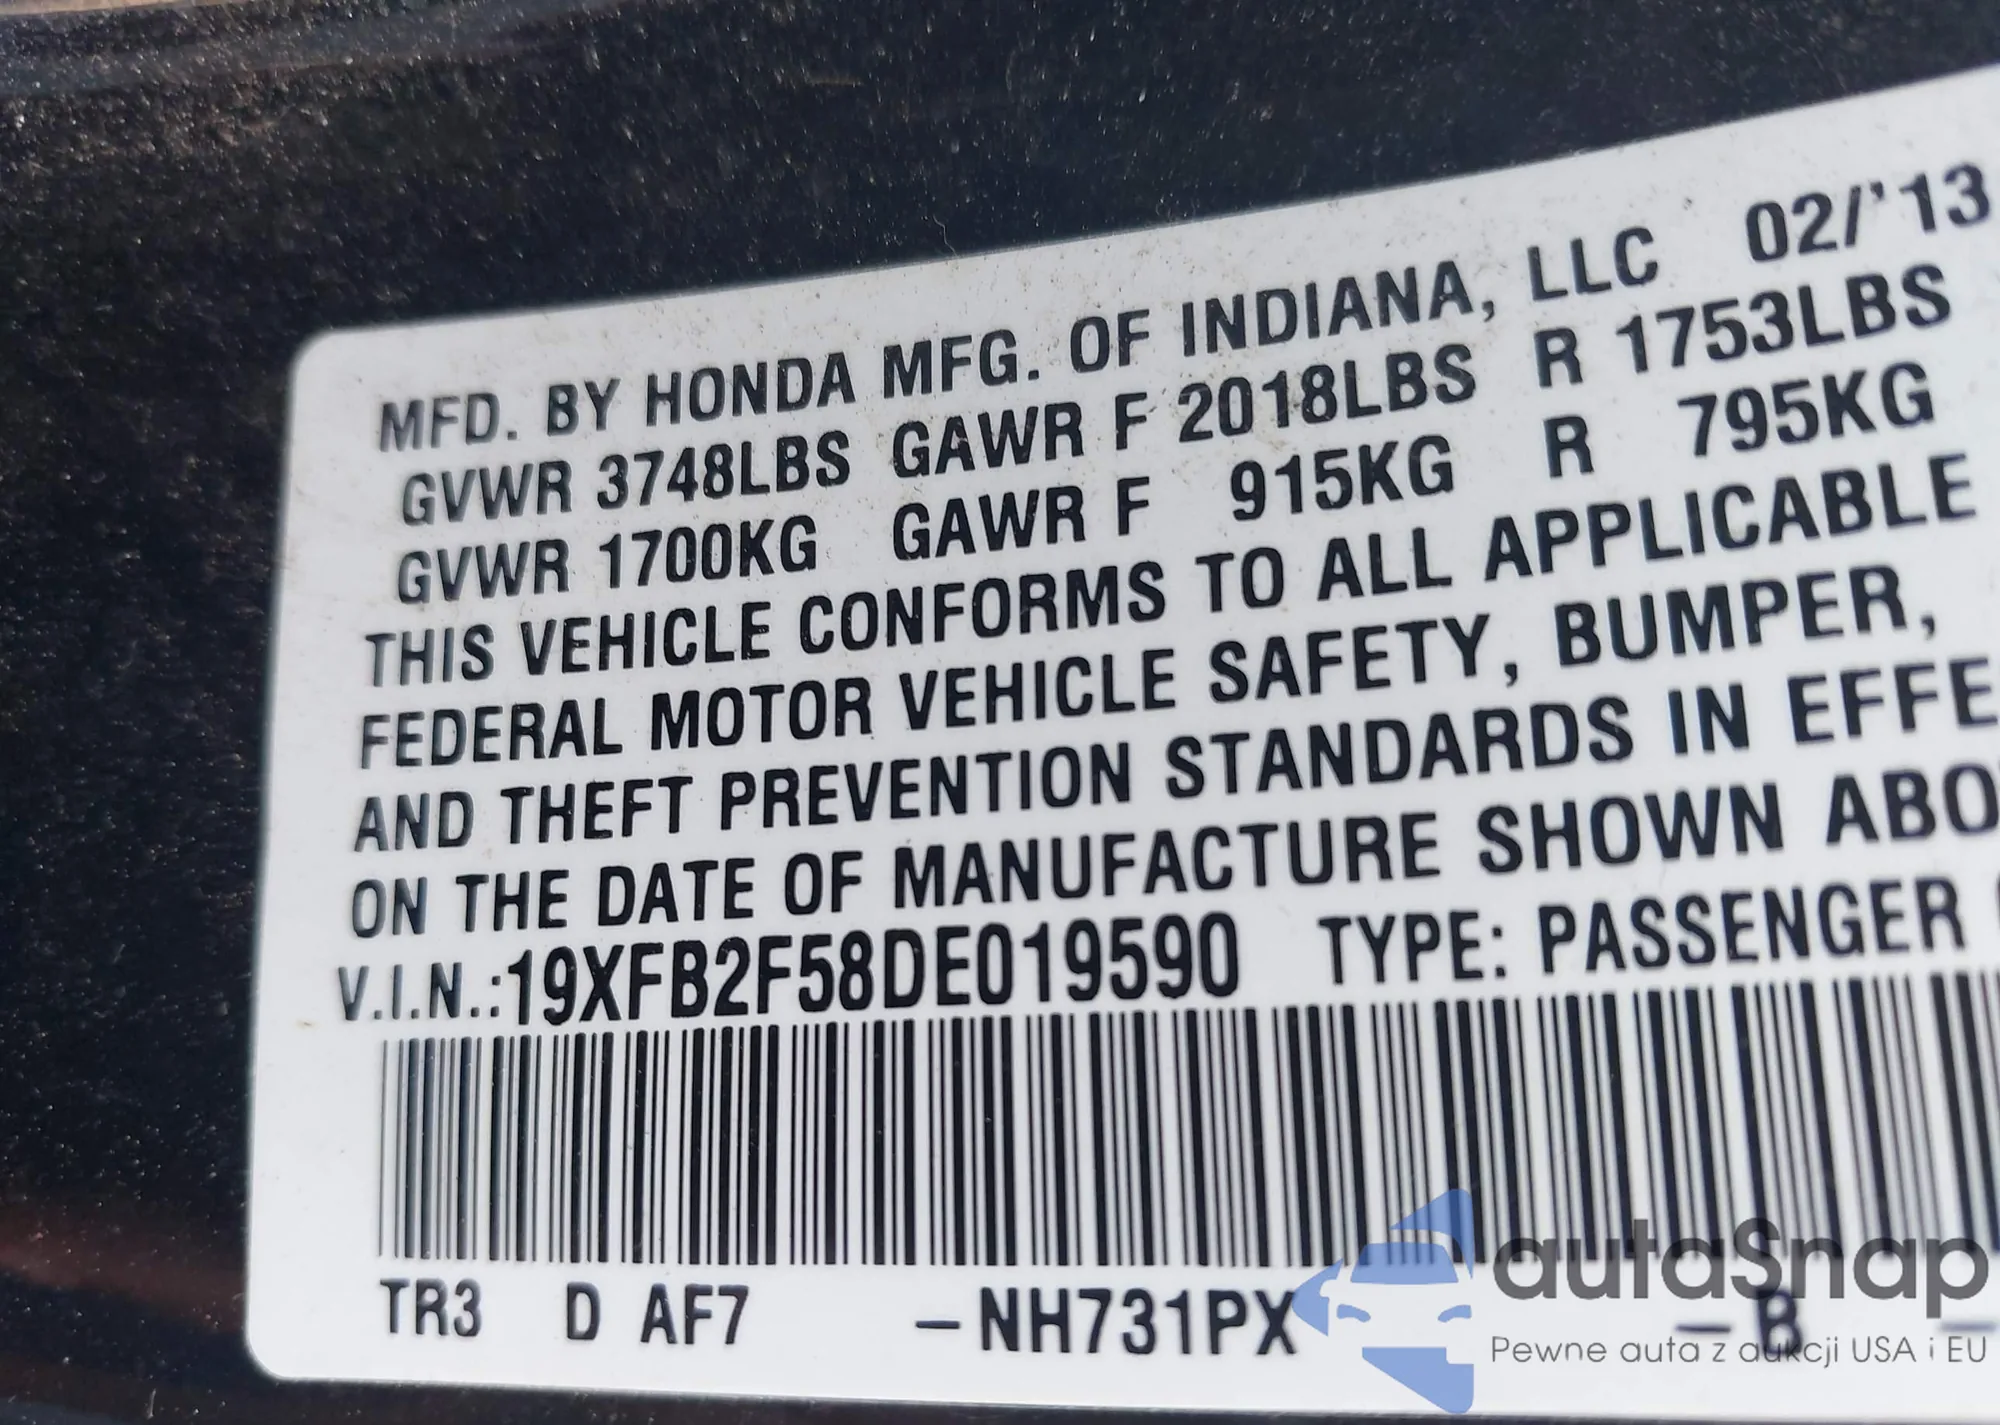 MFD. BY HONDA MFG. OF INDIANA, LLC 02/'13
GVWR 3748LBS GAWR F 2018LBS R 1753LBS
GVWR 1700KG GAWR F 915KG R 795KG
THIS VEHICLE CONFORMS TO ALL APPLICABLE
FEDERAL MOTOR VEHICLE SAFETY, BUMPER,
AND THEFT PREVENTION STANDARDS IN EFFE
ON THE DATE OF MANUFACTURE SHOWN ABO
V.I.N.:19XFB2F58DE019590 TYPE: PASSENGER
TR3 D AF7 –NH731PX –B –
autaSnap
Pewne auta z aukcji USA i EU